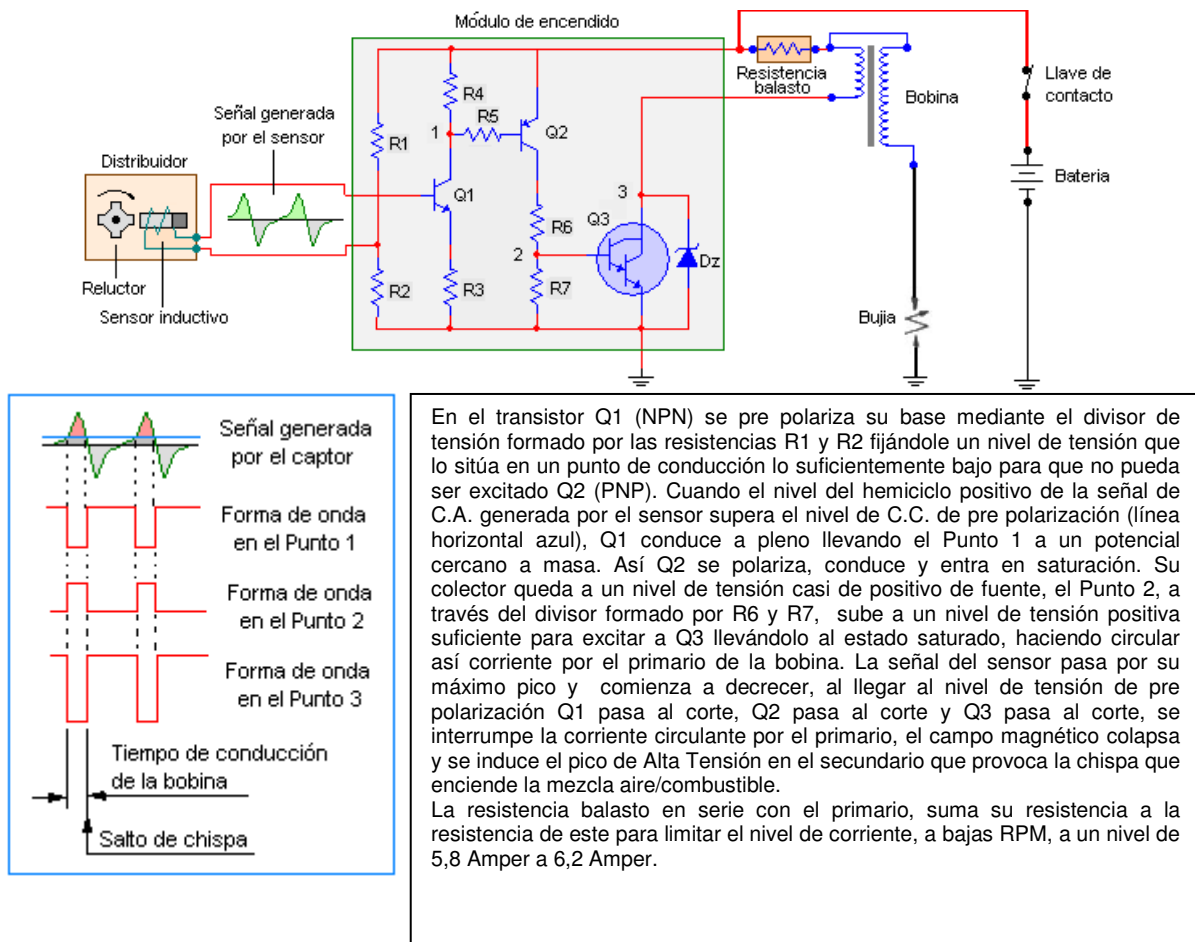 Módulo de encendido
Señal generada
por el sensor
Distribuidor
Reluctor
Sensor inductivo
R1
R2
R4
1
R5
Q2
Q1
R3
R6
2
R7
Q3
3
Dz
Resistencia
balasto
Bobina
Llave de
contacto
Bateria
Bujia
Señal generada
por el captor
Forma de onda
en el Punto 1
Forma de onda
en el Punto 2
Forma de onda
en el Punto 3
Tiempo de conducción
de la bobina
Salto de chispa
En el transistor Q1 (NPN) se pre polariza su base mediante el divisor de
tensión formado por las resistencias R1 y R2 fijándole un nivel de tensión que
lo sitúa en un punto de conducción lo suficientemente bajo para que no pueda
ser excitado Q2 (PNP). Cuando el nivel del hemiciclo positivo de la señal de
C.A. generada por el sensor supera el nivel de C.C. de pre polarización (línea
horizontal azul), Q1 conduce a pleno llevando el Punto 1 a un potencial
cercano a masa. Así Q2 se polariza, conduce y entra en saturación. Su
colector queda a un nivel de tensión casi de positivo de fuente, el Punto 2, a
través del divisor formado por R6 y R7, sube a un nivel de tensión positiva
suficiente para excitar a Q3 llevándolo al estado saturado, haciendo circular
así corriente por el primario de la bobina. La señal del sensor pasa por su
máximo pico y comienza a decrecer, al llegar al nivel de tensión de pre
polarización Q1 pasa al corte, Q2 pasa al corte y Q3 pasa al corte, se
interrumpe la corriente circulante por el primario, el campo magnético colapsa
y se induce el pico de Alta Tensión en el secundario que provoca la chispa que
enciende la mezcla aire/combustible.
La resistencia balasto en serie con el primario, suma su resistencia a la
resistencia de este para limitar el nivel de corriente, a bajas RPM, a un nivel de
5,8 Amper a 6,2 Amper.